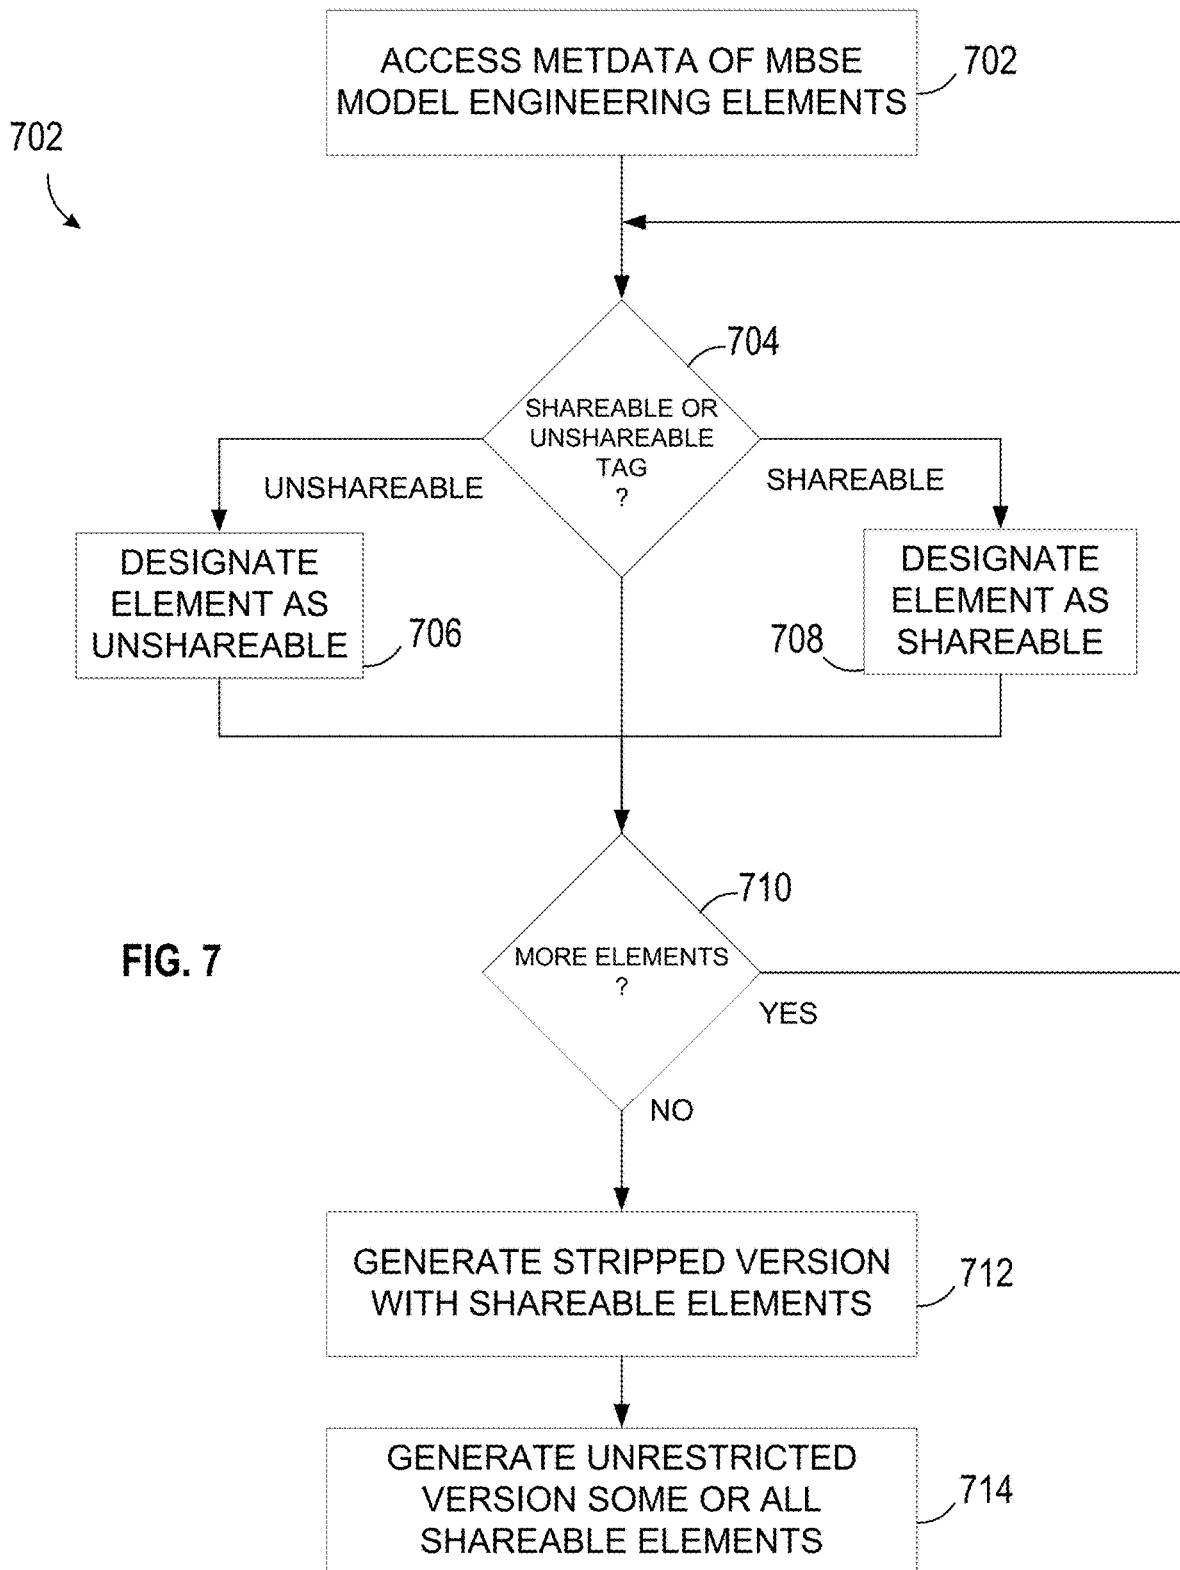 ACCESS METDATA OF MBSE
MODEL ENGINEERING ELEMENTS
702
702
704
SHAREABLE OR
UNSHAREABLE
TAG
?
UNSHAREABLE
SHAREABLE
DESIGNATE
ELEMENT AS
UNSHAREABLE
706
DESIGNATE
ELEMENT AS
SHAREABLE
708
710
MORE ELEMENTS
?
FIG. 7
YES
NO
GENERATE STRIPPED VERSION
WITH SHAREABLE ELEMENTS
712
GENERATE UNRESTRICTED
VERSION SOME OR ALL
SHAREABLE ELEMENTS
714